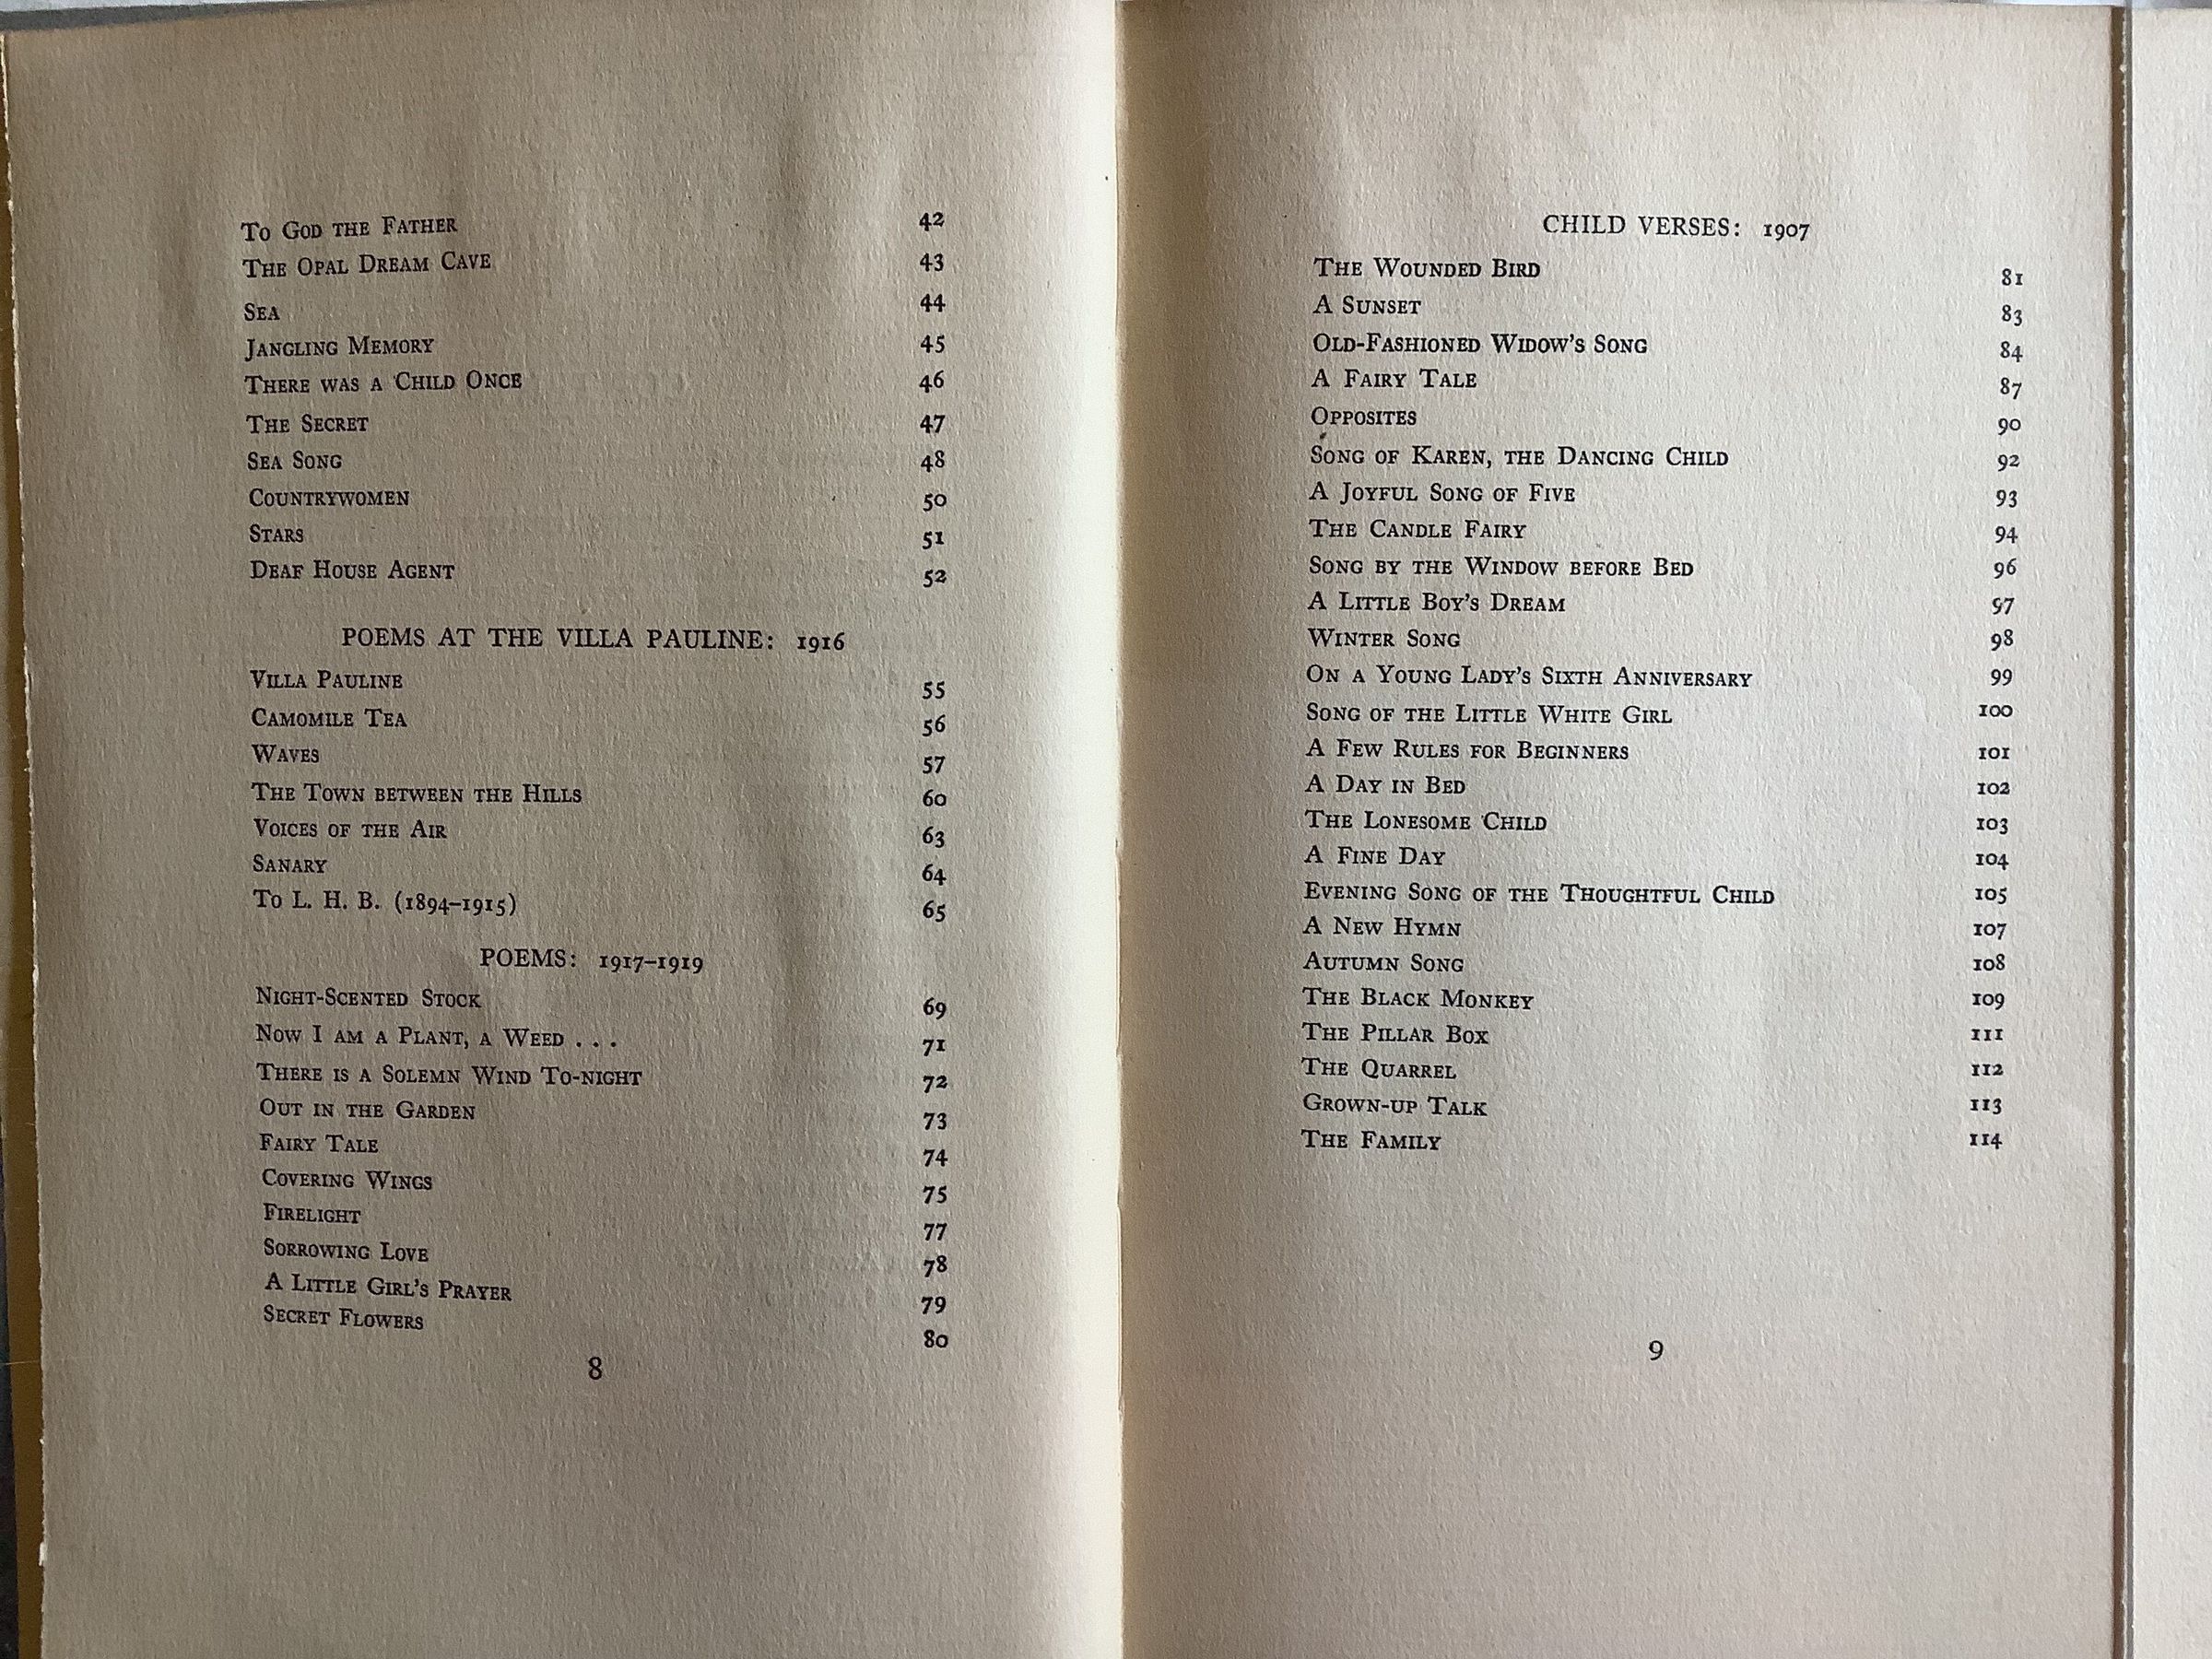 To God the Father 42
The Opal Dream Cave 43
Sea 44
Jangling Memory 45
There was a Child Once 46
The Secret 47
Sea Song 48
Countrywomen 50
Stars 51
Deaf House Agent 52
POEMS AT THE VILLA PAULINE: 1916
Villa Pauline 55
Camomile Tea 56
Waves 57
The Town between the Hills 60
Voices of the Air 63
Sanary 64
To L. H. B. (1894–1915) 65
POEMS: 1917–1919
Night-Scented Stock 69
Now I am a Plant, a Weed . . . 71
There is a Solemn Wind To-night 72
Out in the Garden 73
Fairy Tale 74
Covering Wings 75
Firelight 77
Sorrowing Love 78
A Little Girl's Prayer 79
Secret Flowers 80
8
CHILD VERSES: 1907
The Wounded Bird 81
A Sunset 83
Old-Fashioned Widow's Song 84
A Fairy Tale 87
Opposites 90
Song of Karen, the Dancing Child 92
A Joyful Song of Five 93
The Candle Fairy 94
Song by the Window before Bed 96
A Little Boy's Dream 97
Winter Song 98
On a Young Lady's Sixth Anniversary 99
Song of the Little White Girl 100
A Few Rules for Beginners 101
A Day in Bed 102
The Lonesome Child 103
A Fine Day 104
Evening Song of the Thoughtful Child 105
A New Hymn 107
Autumn Song 108
The Black Monkey 109
The Pillar Box 111
The Quarrel 112
Grown-up Talk 113
The Family 114
9